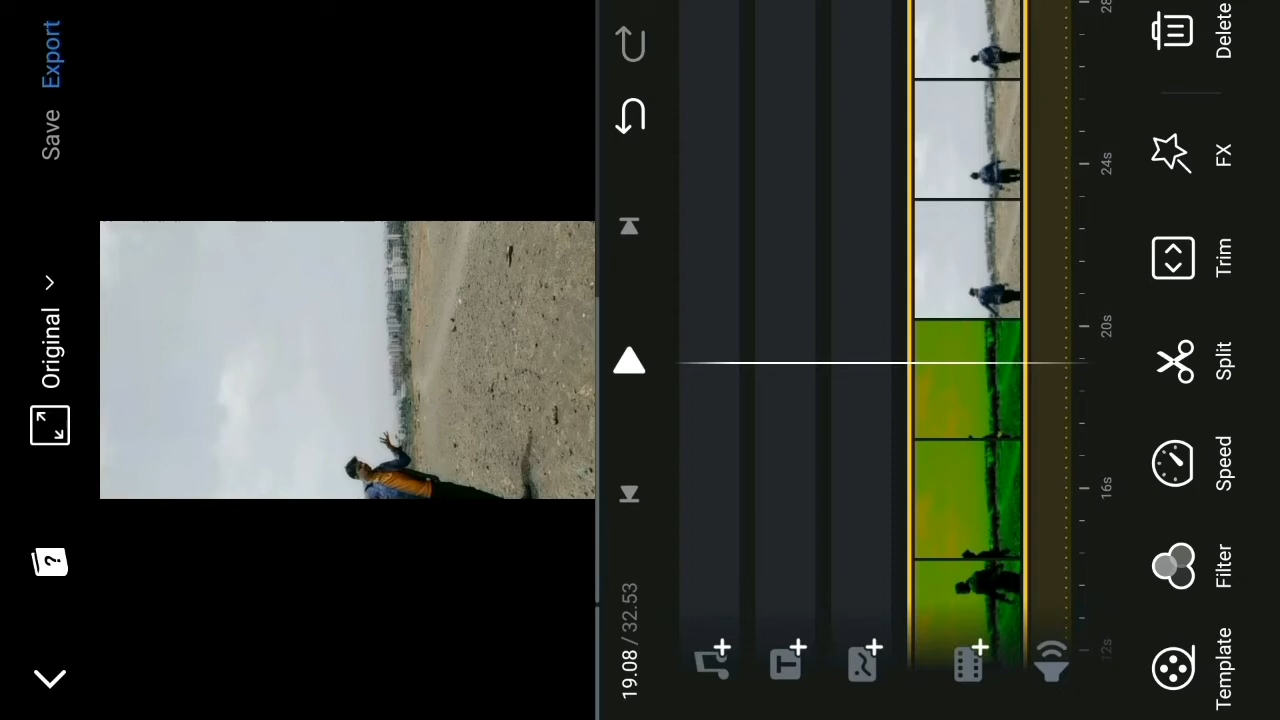 Original
Save
Export
?
19.08 / 32.53
T
12s
16s
20s
24s
28
Template
Filter
Speed
Split
Trim
FX
Delete